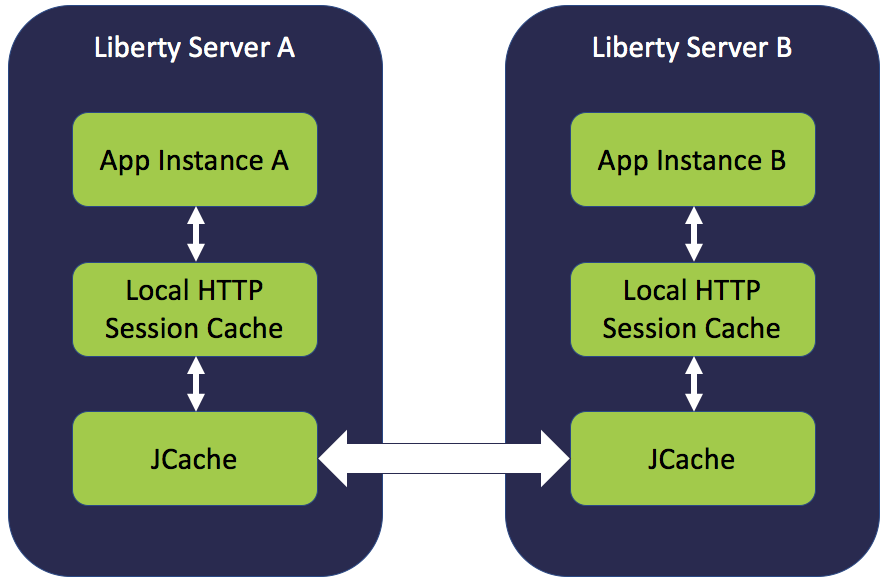 Liberty Server A
App Instance A
Local HTTP
Session Cache
JCache
Liberty Server B
App Instance B
Local HTTP
Session Cache
JCache